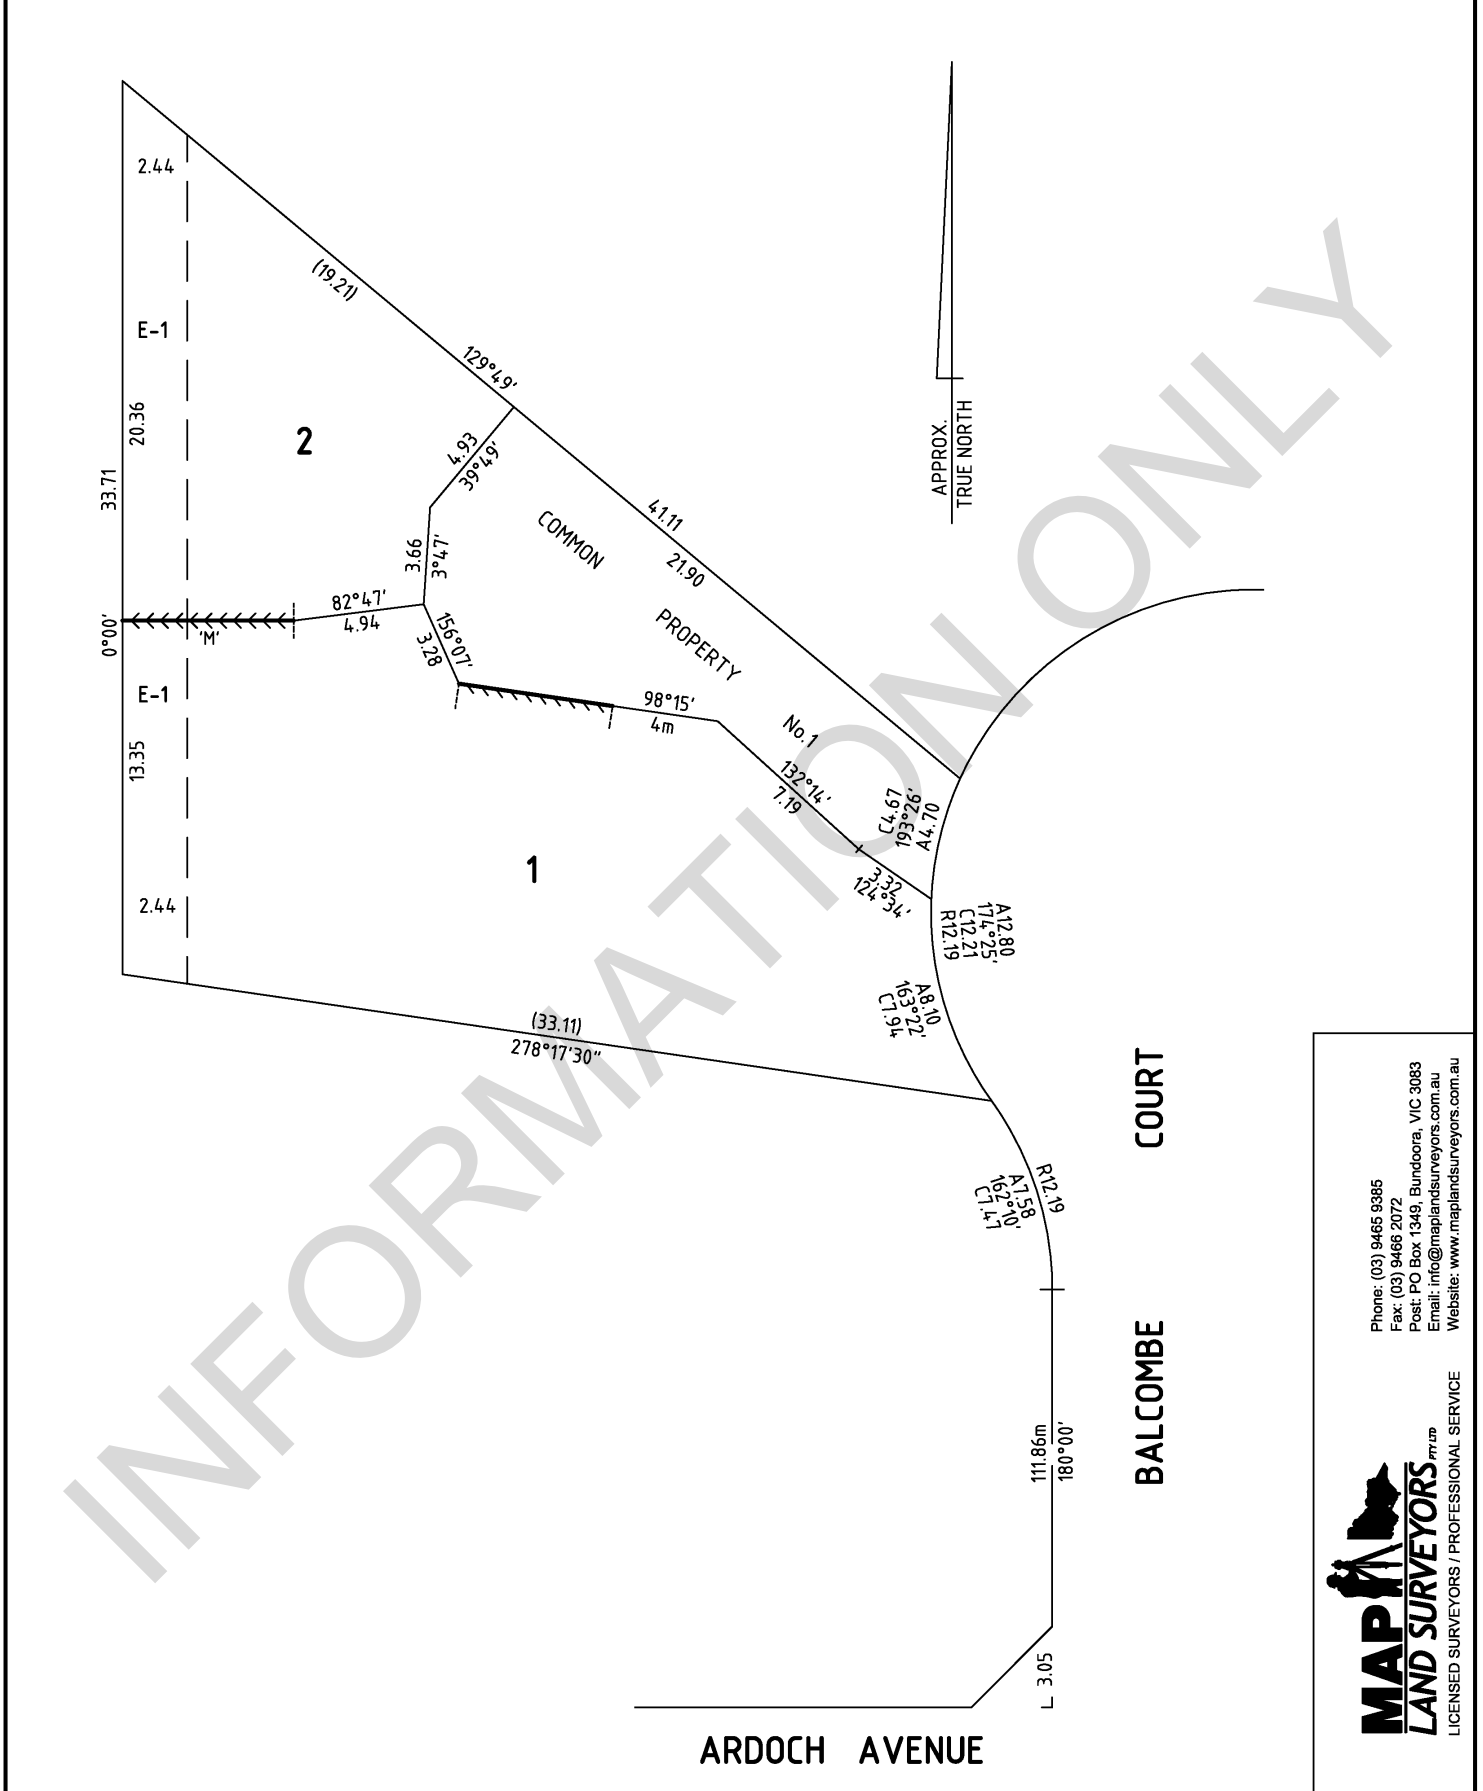 2.44
(19.21)
E-1
129°49'
20.36
2
4.93
39°49'
33.71
APPROX.
TRUE NORTH
41.11
COMMON
21.90
3.66
3°47'
82°47'
4.94
0°00'
'M'
156°07'
3.28
PROPERTY
E-1
98°15'
4m
No.1
13.35
132°14'
7.19
C4.67
193°26'
A4.70
1
3.32
124°34'
2.44
A12.80
174°25'
C12.21
R12.19
A8.10
163°22'
C7.94
(33.11)
278°17'30"
COURT
R12.19
A7.58
162°10'
C7.47
BALCOMBE
111.86m
180°00'
L 3.05
ARDOCH AVENUE
INFORMATION ONLY
Phone: (03) 9465 9385
Fax: (03) 9466 2072
Post: PO Box 1349, Bundoora, VIC 3083
Email: info@maplandsurveyors.com.au
Website: www.maplandsurveyors.com.au
MAP
LAND SURVEYORS PTY LTD
LICENSED SURVEYORS / PROFESSIONAL SERVICE